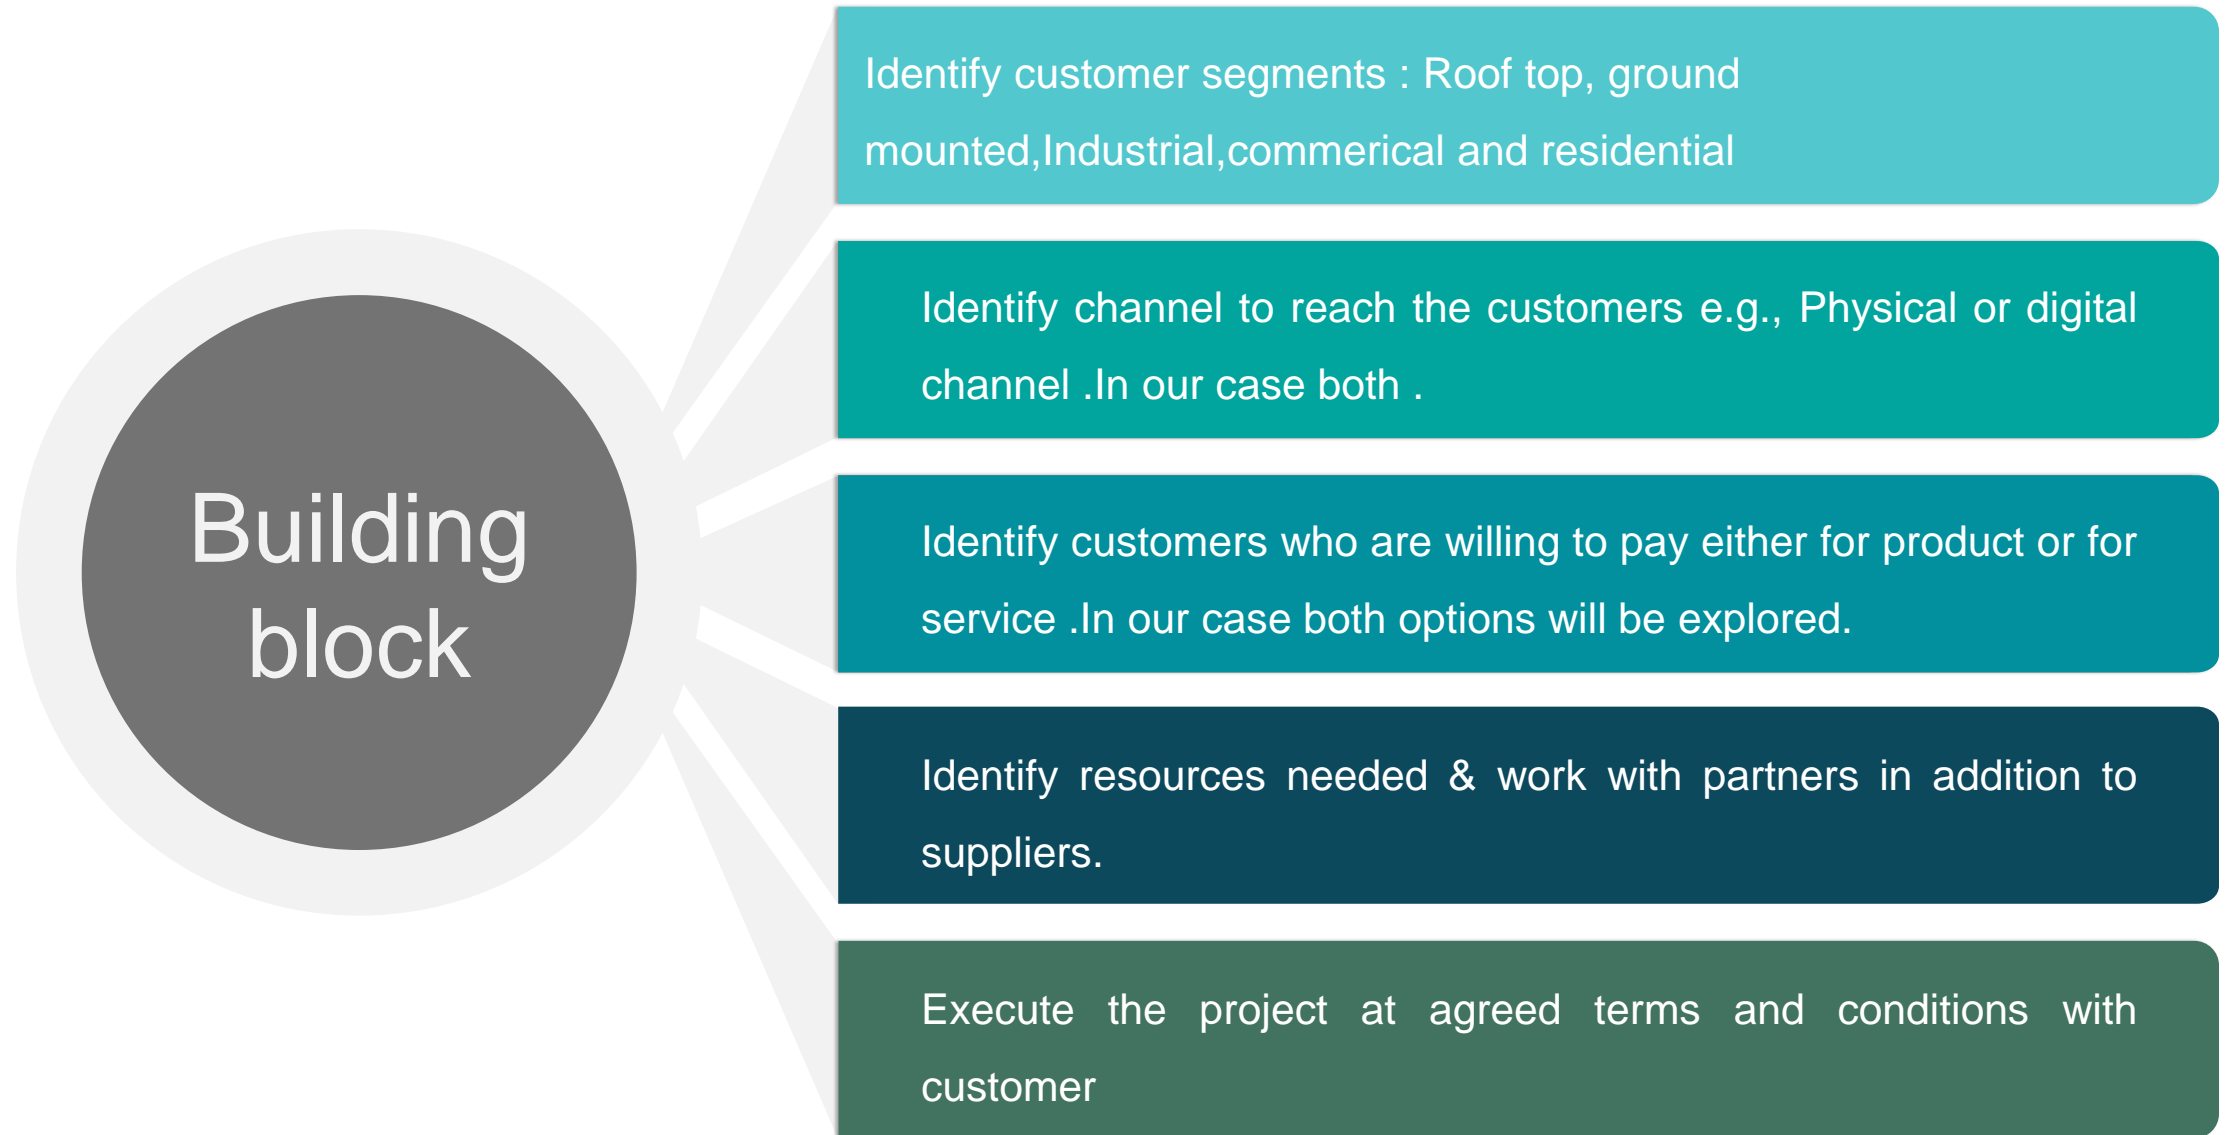 Building
block
Identify customer segments : Roof top, ground
mounted,Industrial,commerical and residential
Identify channel to reach the customers e.g., Physical or digital
channel .In our case both .
Identify customers who are willing to pay either for product or for
service .In our case both options will be explored.
Identify resources needed & work with partners in addition to
suppliers.
Execute the project at agreed terms and conditions with
customer